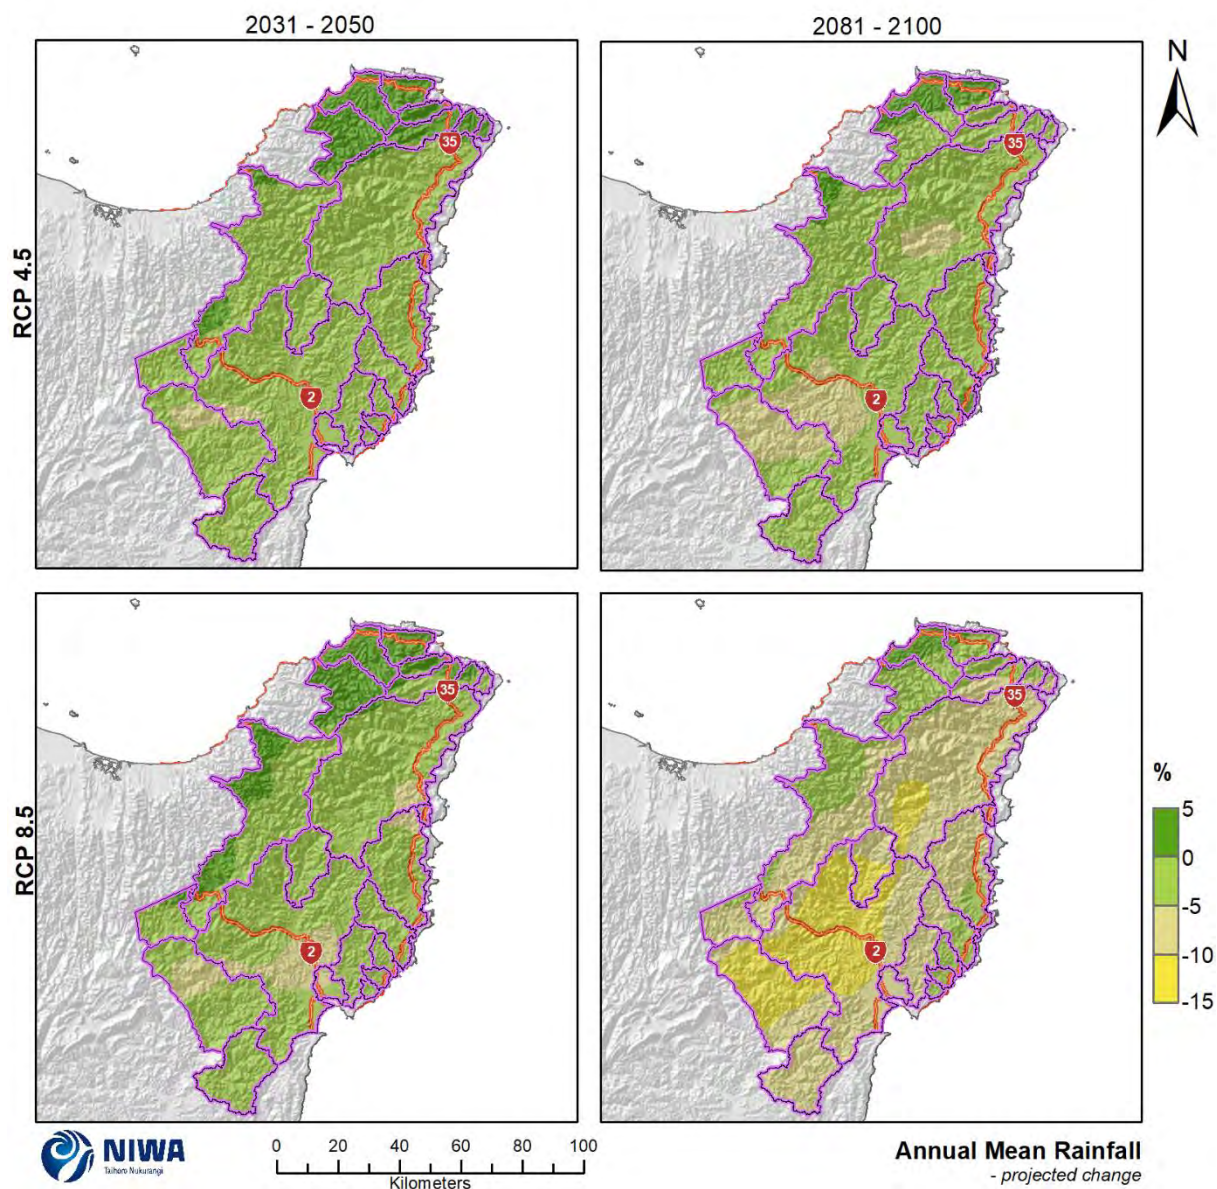 2031 - 2050
2081 - 2100
N
RCP 4.5
35
2
35
2
RCP 8.5
35
2
35
2
%
5
0
-5
-10
-15
NIWA
Taihoro Nukurangi
0 20 40 60 80 100
Kilometers
Annual Mean Rainfall
- projected change